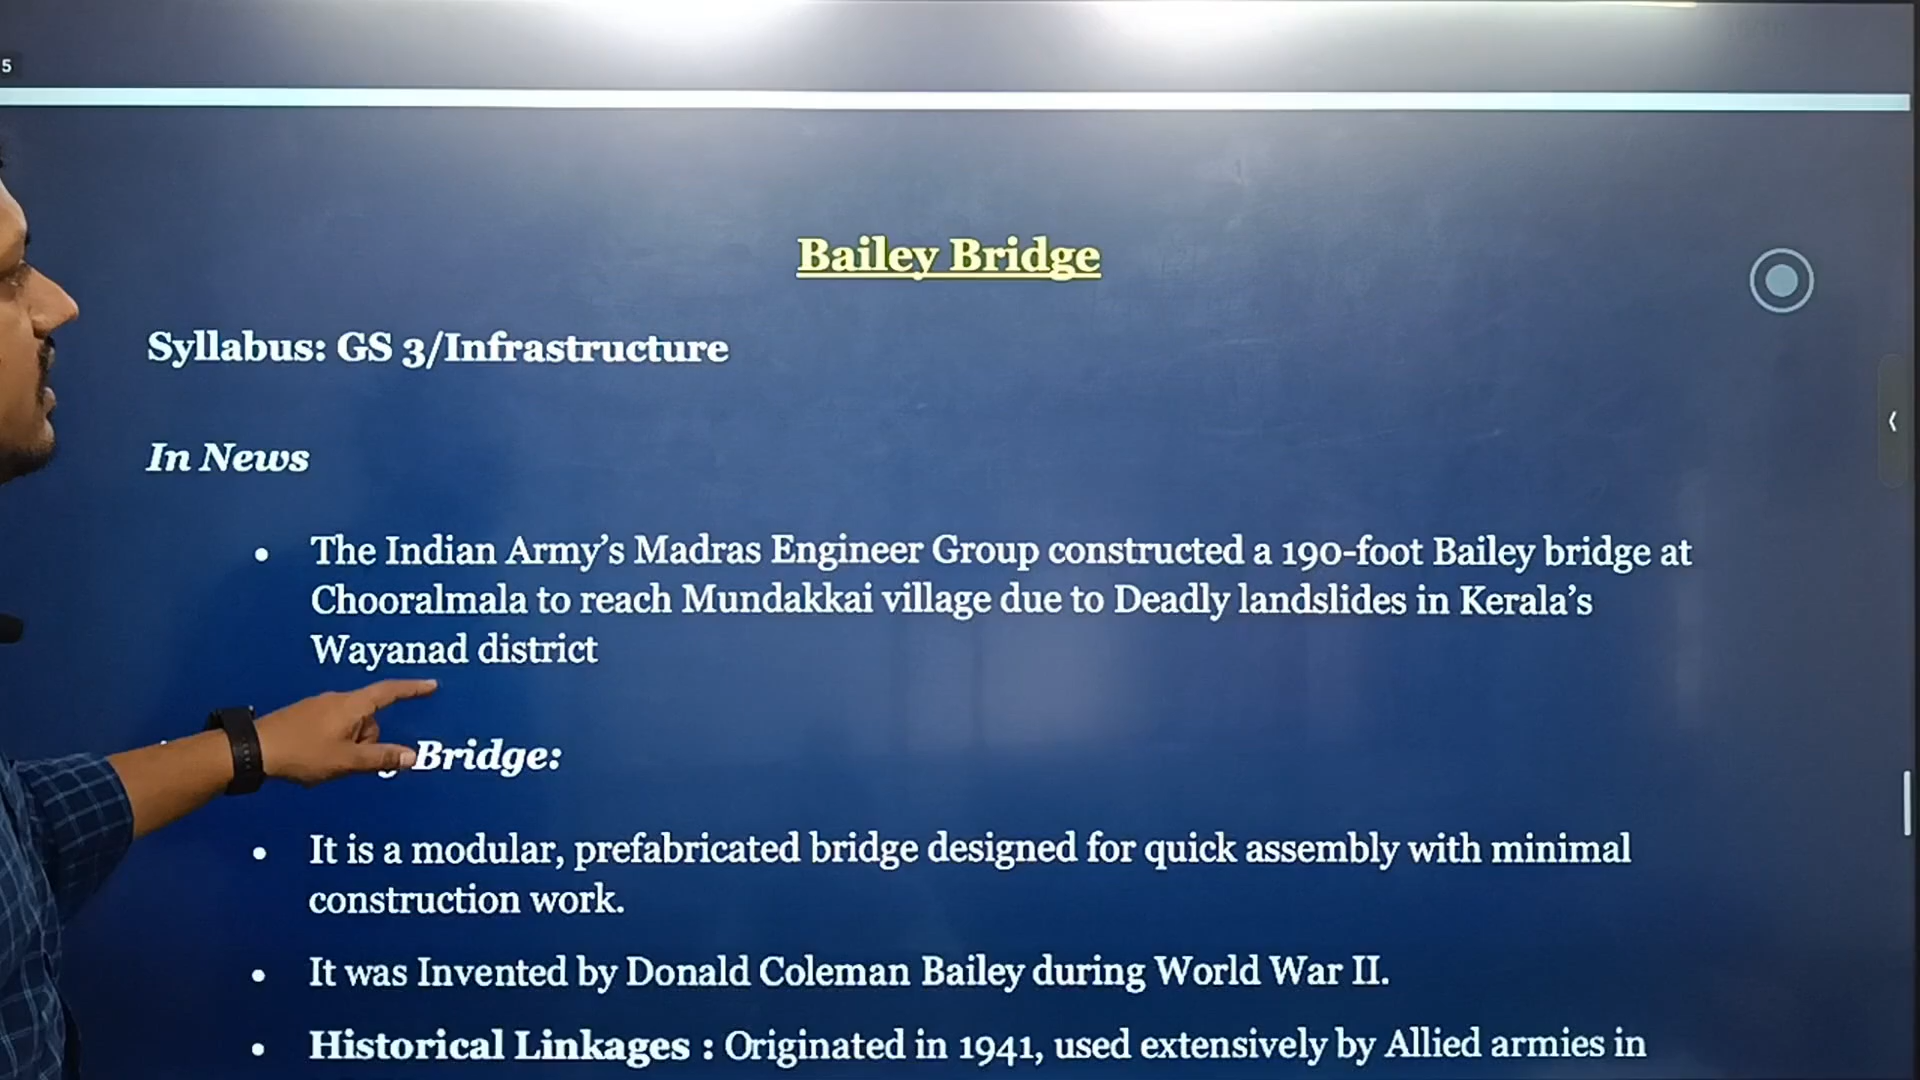 5
Bailey Bridge
Syllabus: GS 3/Infrastructure
In News
• The Indian Army’s Madras Engineer Group constructed a 190-foot Bailey bridge at
Chooralmala to reach Mundakkai village due to Deadly landslides in Kerala’s
Wayanad district
Bridge:
• It is a modular, prefabricated bridge designed for quick assembly with minimal
construction work.
• It was Invented by Donald Coleman Bailey during World War II.
• Historical Linkages : Originated in 1941, used extensively by Allied armies in